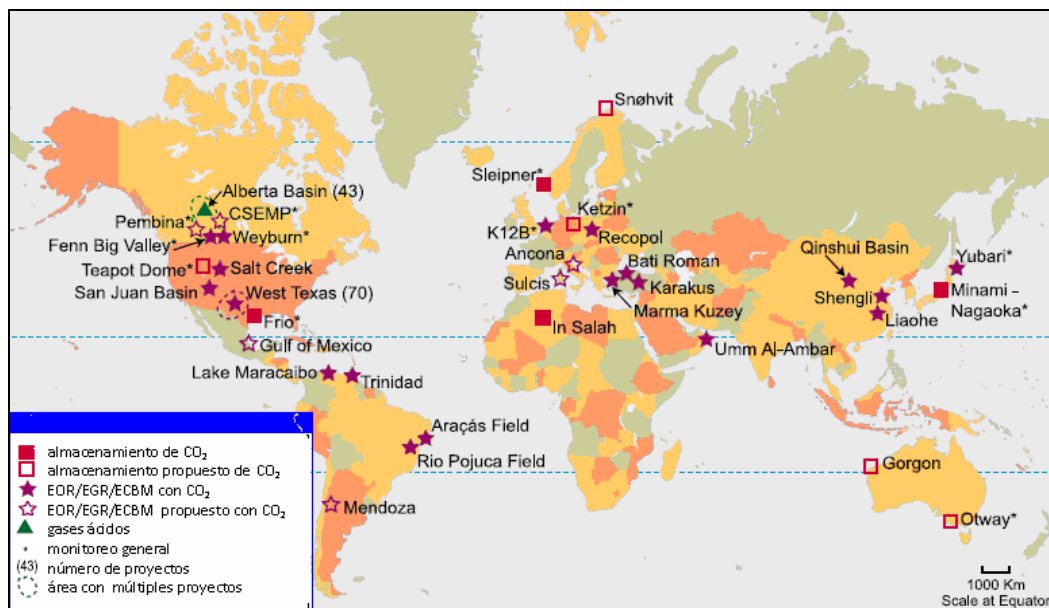 Snøhvit
Sleipner*
Alberta Basin (43)
Pembina*
CSEMP*
Ketzin*
K12B*
Recopol
Fenn Big Valley*
Weyburn*
Qinshui Basin
Yubari*
Ancona
Teapot Dome*
Salt Creek
Bati Roman
Sulcis
Karakus
San Juan Basin
West Texas (70)
Shengli
Minami –
Nagaoka*
Marma Kuzey
Frio*
In Salah
Liaohe
Gulf of Mexico
Umm Al-Ambar
Lake Maracaibo
Trinidad
Araçás Field
Rio Pojuca Field
Gorgon
Mendoza
Otway*
almacenamiento de CO₂
almacenamiento propuesto de CO₂
EOR/EGR/ECBM con CO₂
EOR/EGR/ECBM propuesto con CO₂
gases ácidos
* monitoreo general
(43) número de proyectos
área con múltiples proyectos
1000 Km
Scale at Equator